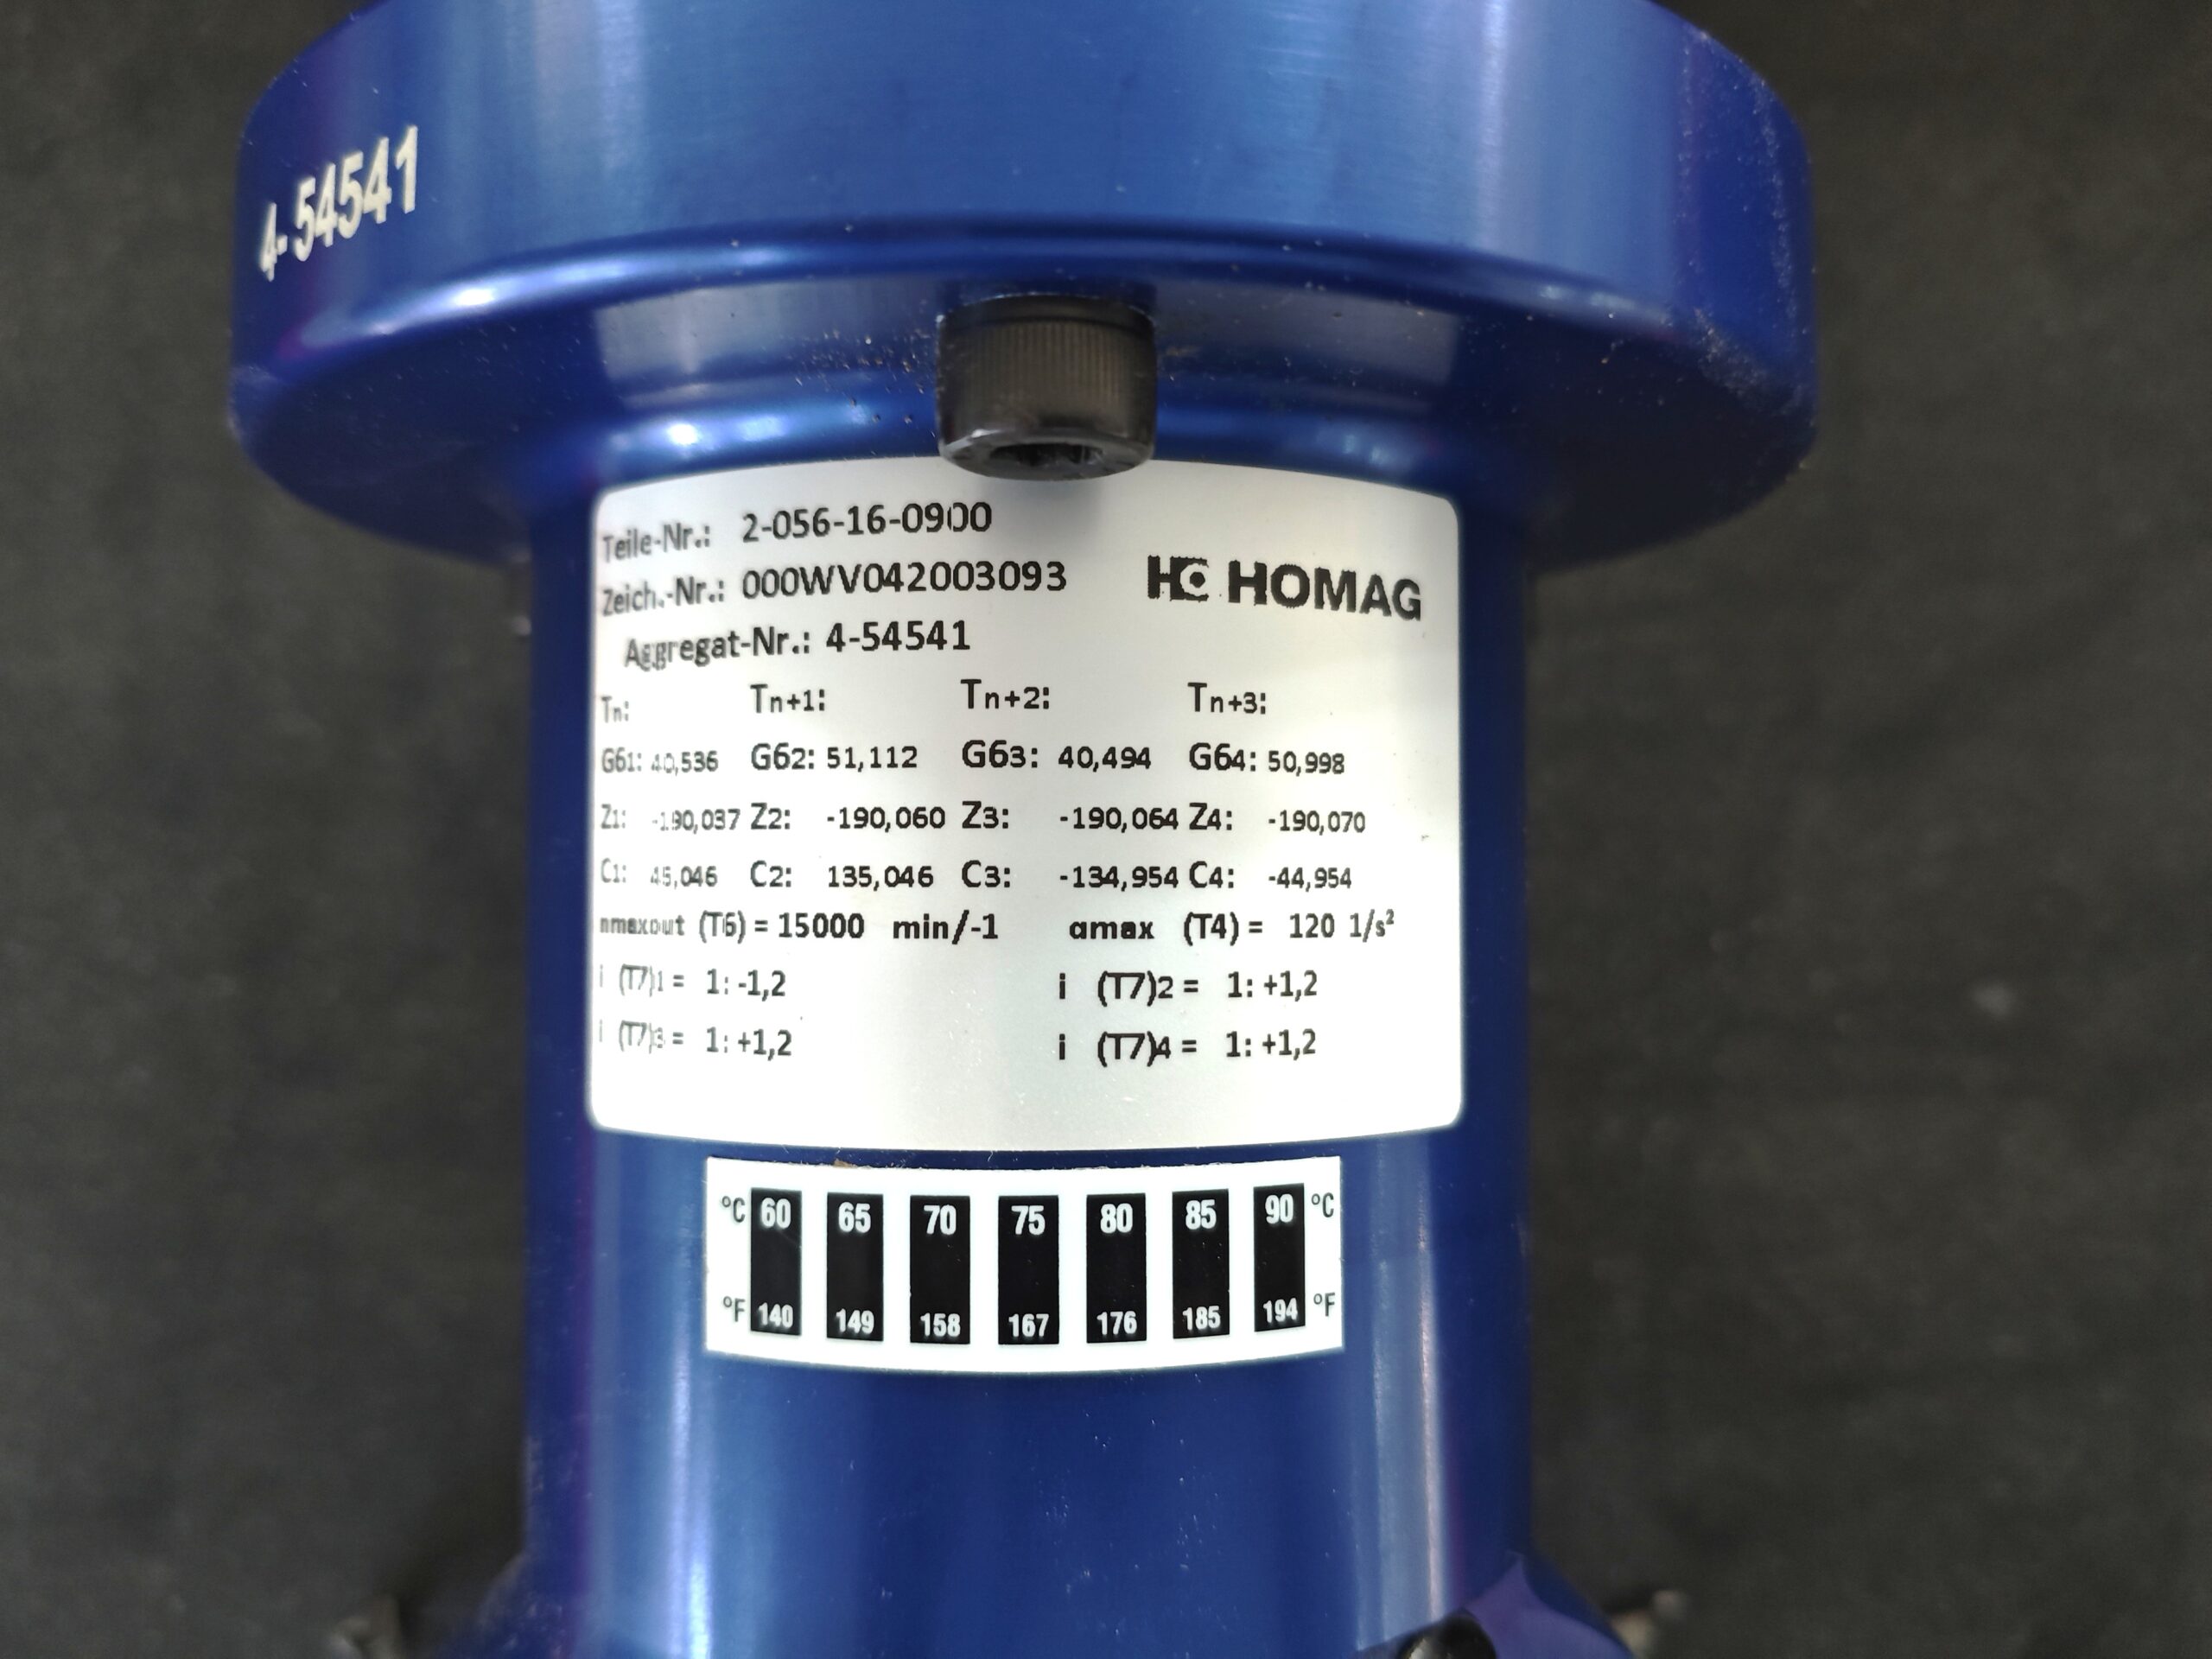 4-54541
Teile-Nr.: 2-056-16-0900
Zeich.-Nr.: 000WV042003093
HOMAG
Aggregat-Nr.: 4-54541
Tn: Tn+1: Tn+2: Tn+3:
G61: 40,536 G62: 51,112 G63: 40,494 G64: 50,998
Z1: -190,037 Z2: -190,060 Z3: -190,064 Z4: -190,070
C1: 45,046 C2: 135,046 C3: -134,954 C4: -44,954
nmaxout (T6) = 15000 min/-1 αmax (T4) = 120 1/s²
i (T7)1 = 1: -1,2 i (T7)2 = 1: +1,2
i (T7)3 = 1: +1,2 i (T7)4 = 1: +1,2
°C 60 65 70 75 80 85 90 °C
°F 140 149 158 167 176 185 194 °F